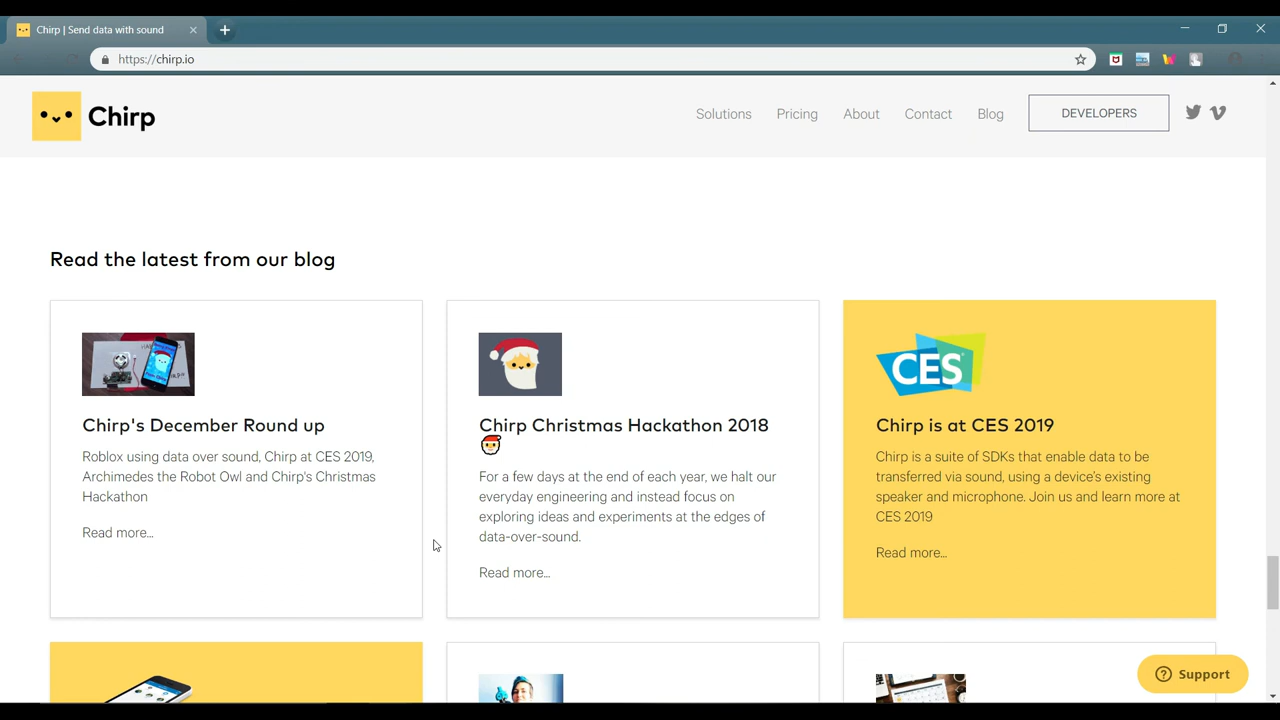 Chirp | Send data with sound
https://chirp.io
Chirp
Solutions
Pricing
About
Contact
Blog
DEVELOPERS
Read the latest from our blog
Chirp's December Round up
Roblox using data over sound, Chirp at CES 2019,
Archimedes the Robot Owl and Chirp's Christmas
Hackathon
Read more...
Chirp Christmas Hackathon 2018
🎅
For a few days at the end of each year, we halt our
everyday engineering and instead focus on
exploring ideas and experiments at the edges of
data-over-sound.
Read more...
CES
Chirp is at CES 2019
Chirp is a suite of SDKs that enable data to be
transferred via sound, using a device's existing
speaker and microphone. Join us and learn more at
CES 2019
Read more...
Support